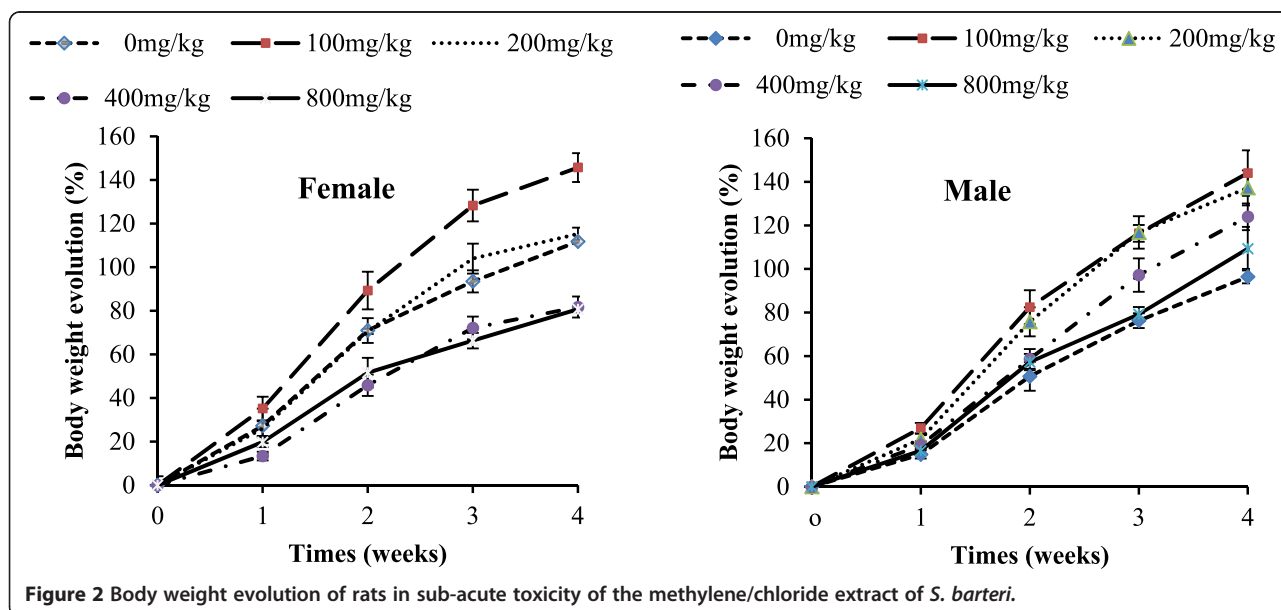 0mg/kg 100mg/kg 200mg/kg
400mg/kg 800mg/kg
Female
Body weight evolution (%)
160
140
120
100
80
60
40
20
0
0 1 2 3 4
Times (weeks)
0mg/kg 100mg/kg 200mg/kg
400mg/kg 800mg/kg
Male
Body weight evolution (%)
160
140
120
100
80
60
40
20
0
o 1 2 3 4
Times (weeks)
Figure 2 Body weight evolution of rats in sub-acute toxicity of the methylene/chloride extract of S. barteri.